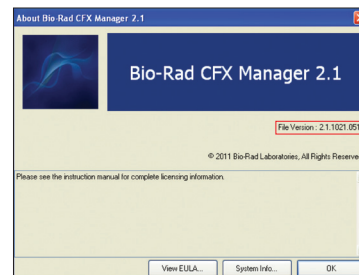 About Bio-Rad CFX Manager 2.1
Bio-Rad CFX Manager 2.1
File Version : 2.1.1021.051
© 2011 Bio-Rad Laboratories, All Rights Reserve
Please see the instruction manual for complete licensing information.
View EULA... System Info... OK